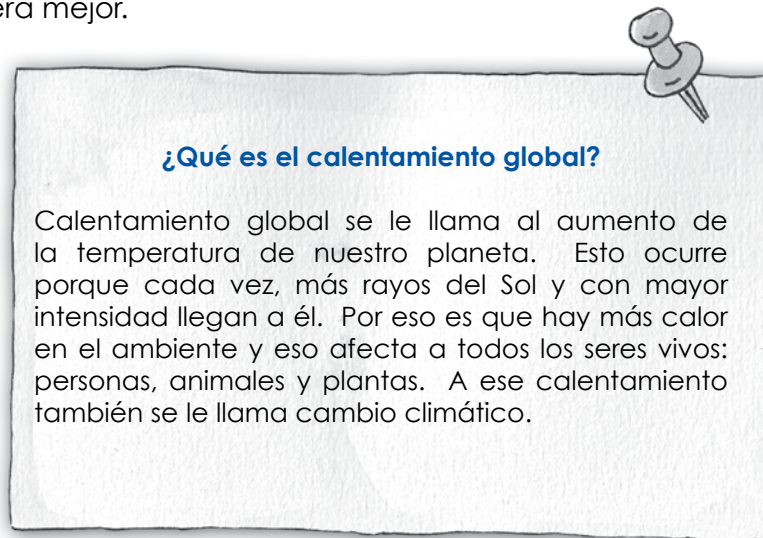 era mejor.
¿Qué es el calentamiento global?
Calentamiento global se le llama al aumento de
la temperatura de nuestro planeta. Esto ocurre
porque cada vez, más rayos del Sol y con mayor
intensidad llegan a él. Por eso es que hay más calor
en el ambiente y eso afecta a todos los seres vivos:
personas, animales y plantas. A ese calentamiento
también se le llama cambio climático.